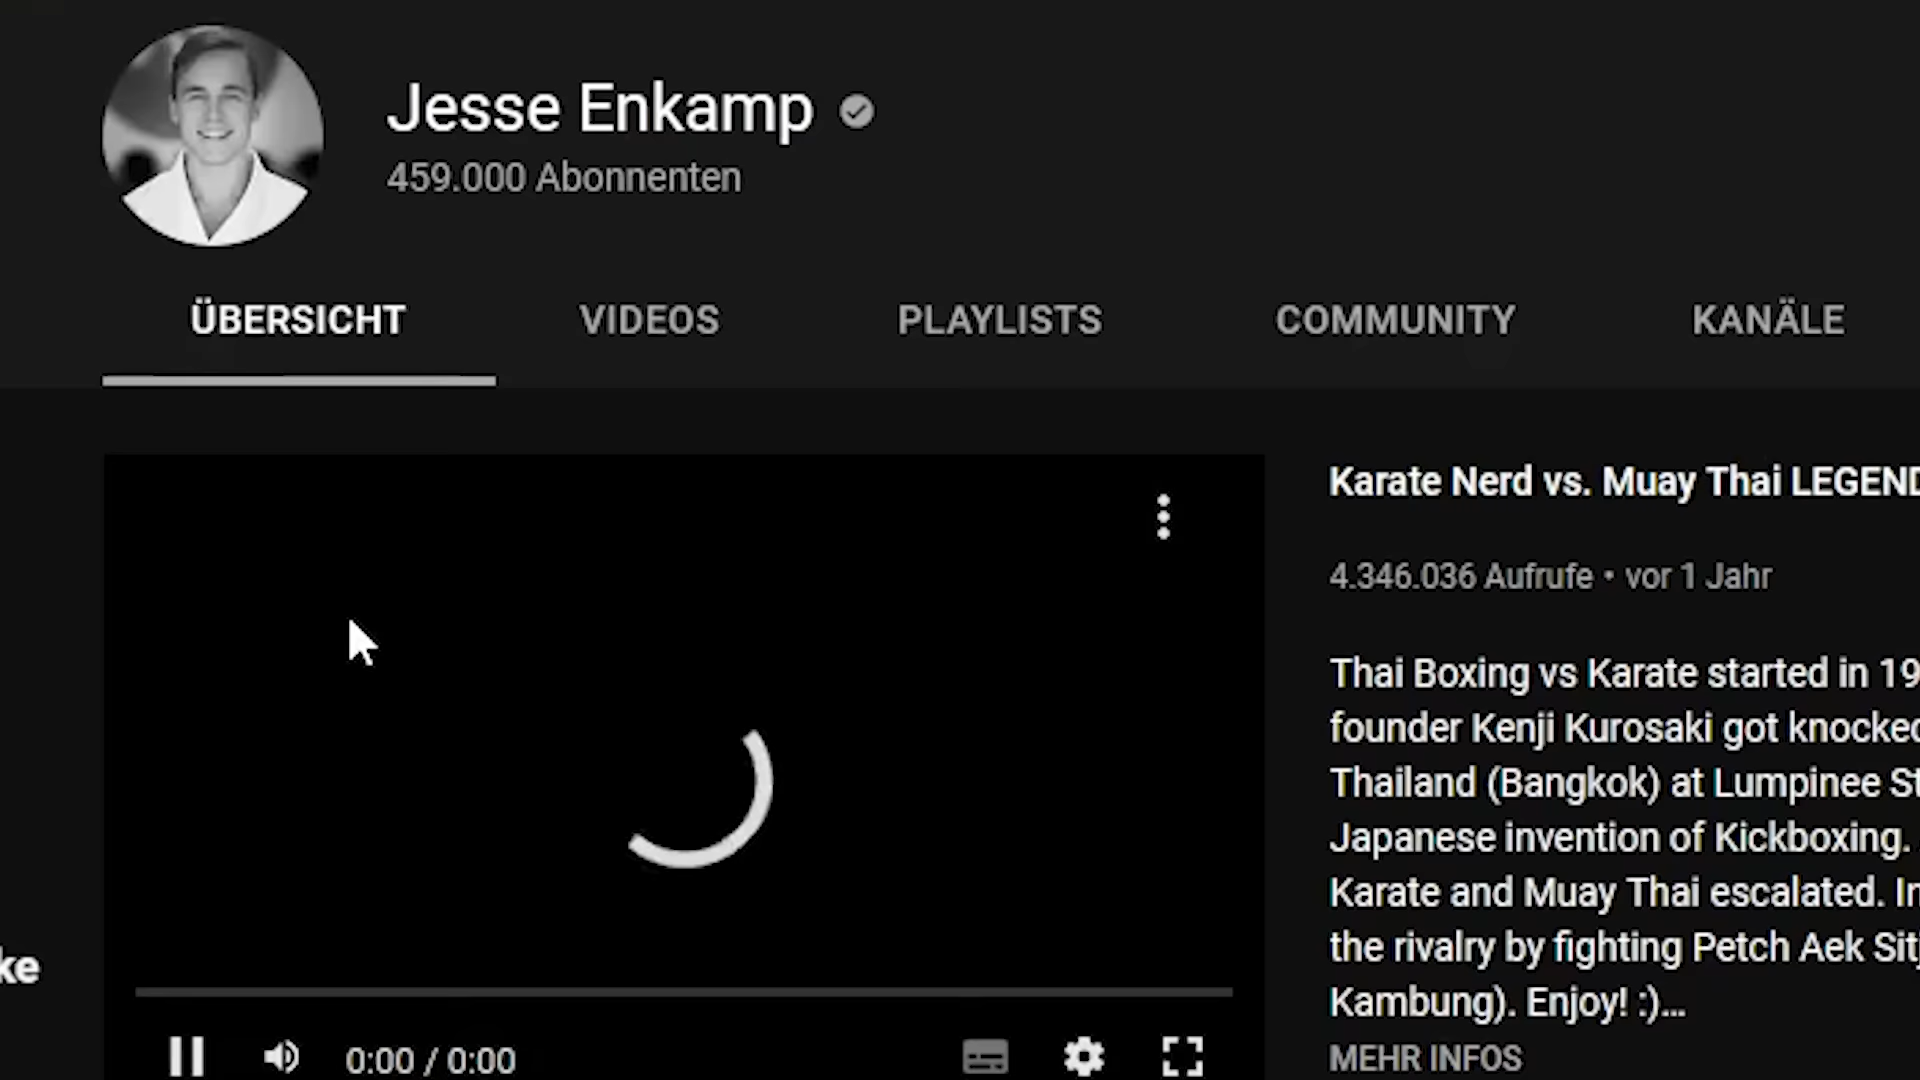 Jesse Enkamp
459.000 Abonnenten
ÜBERSICHT VIDEOS PLAYLISTS COMMUNITY KANÄLE
Karate Nerd vs. Muay Thai LEGEND
4.346.036 Aufrufe • vor 1 Jahr
Thai Boxing vs Karate started in 19
founder Kenji Kurosaki got knocked
Thailand (Bangkok) at Lumpinee St
Japanese invention of Kickboxing.
Karate and Muay Thai escalated. In
the rivalry by fighting Petch Aek Sitj
Kambung). Enjoy! :)...
MEHR INFOS
ke
0:00 / 0:00